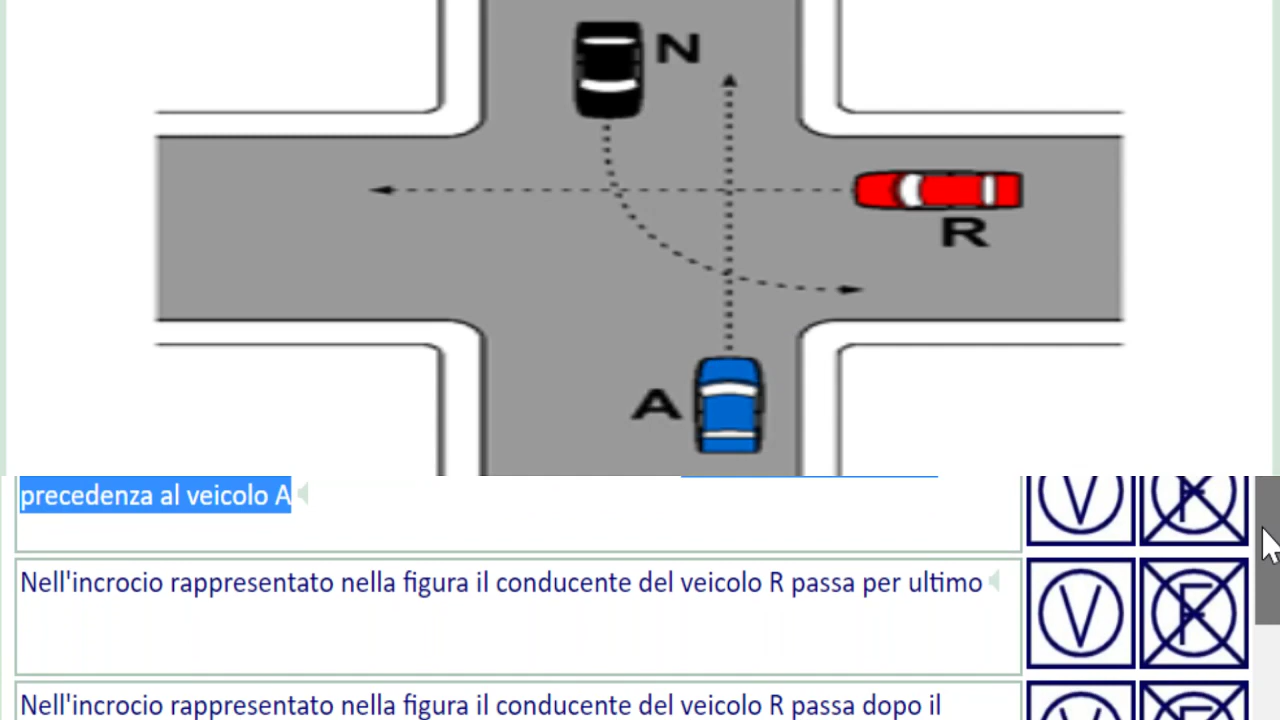 N
R
A
precedenza al veicolo A
V F
Nell'incrocio rappresentato nella figura il conducente del veicolo R passa per ultimo
V F
Nell'incrocio rappresentato nella figura il conducente del veicolo R passa dopo il
V F